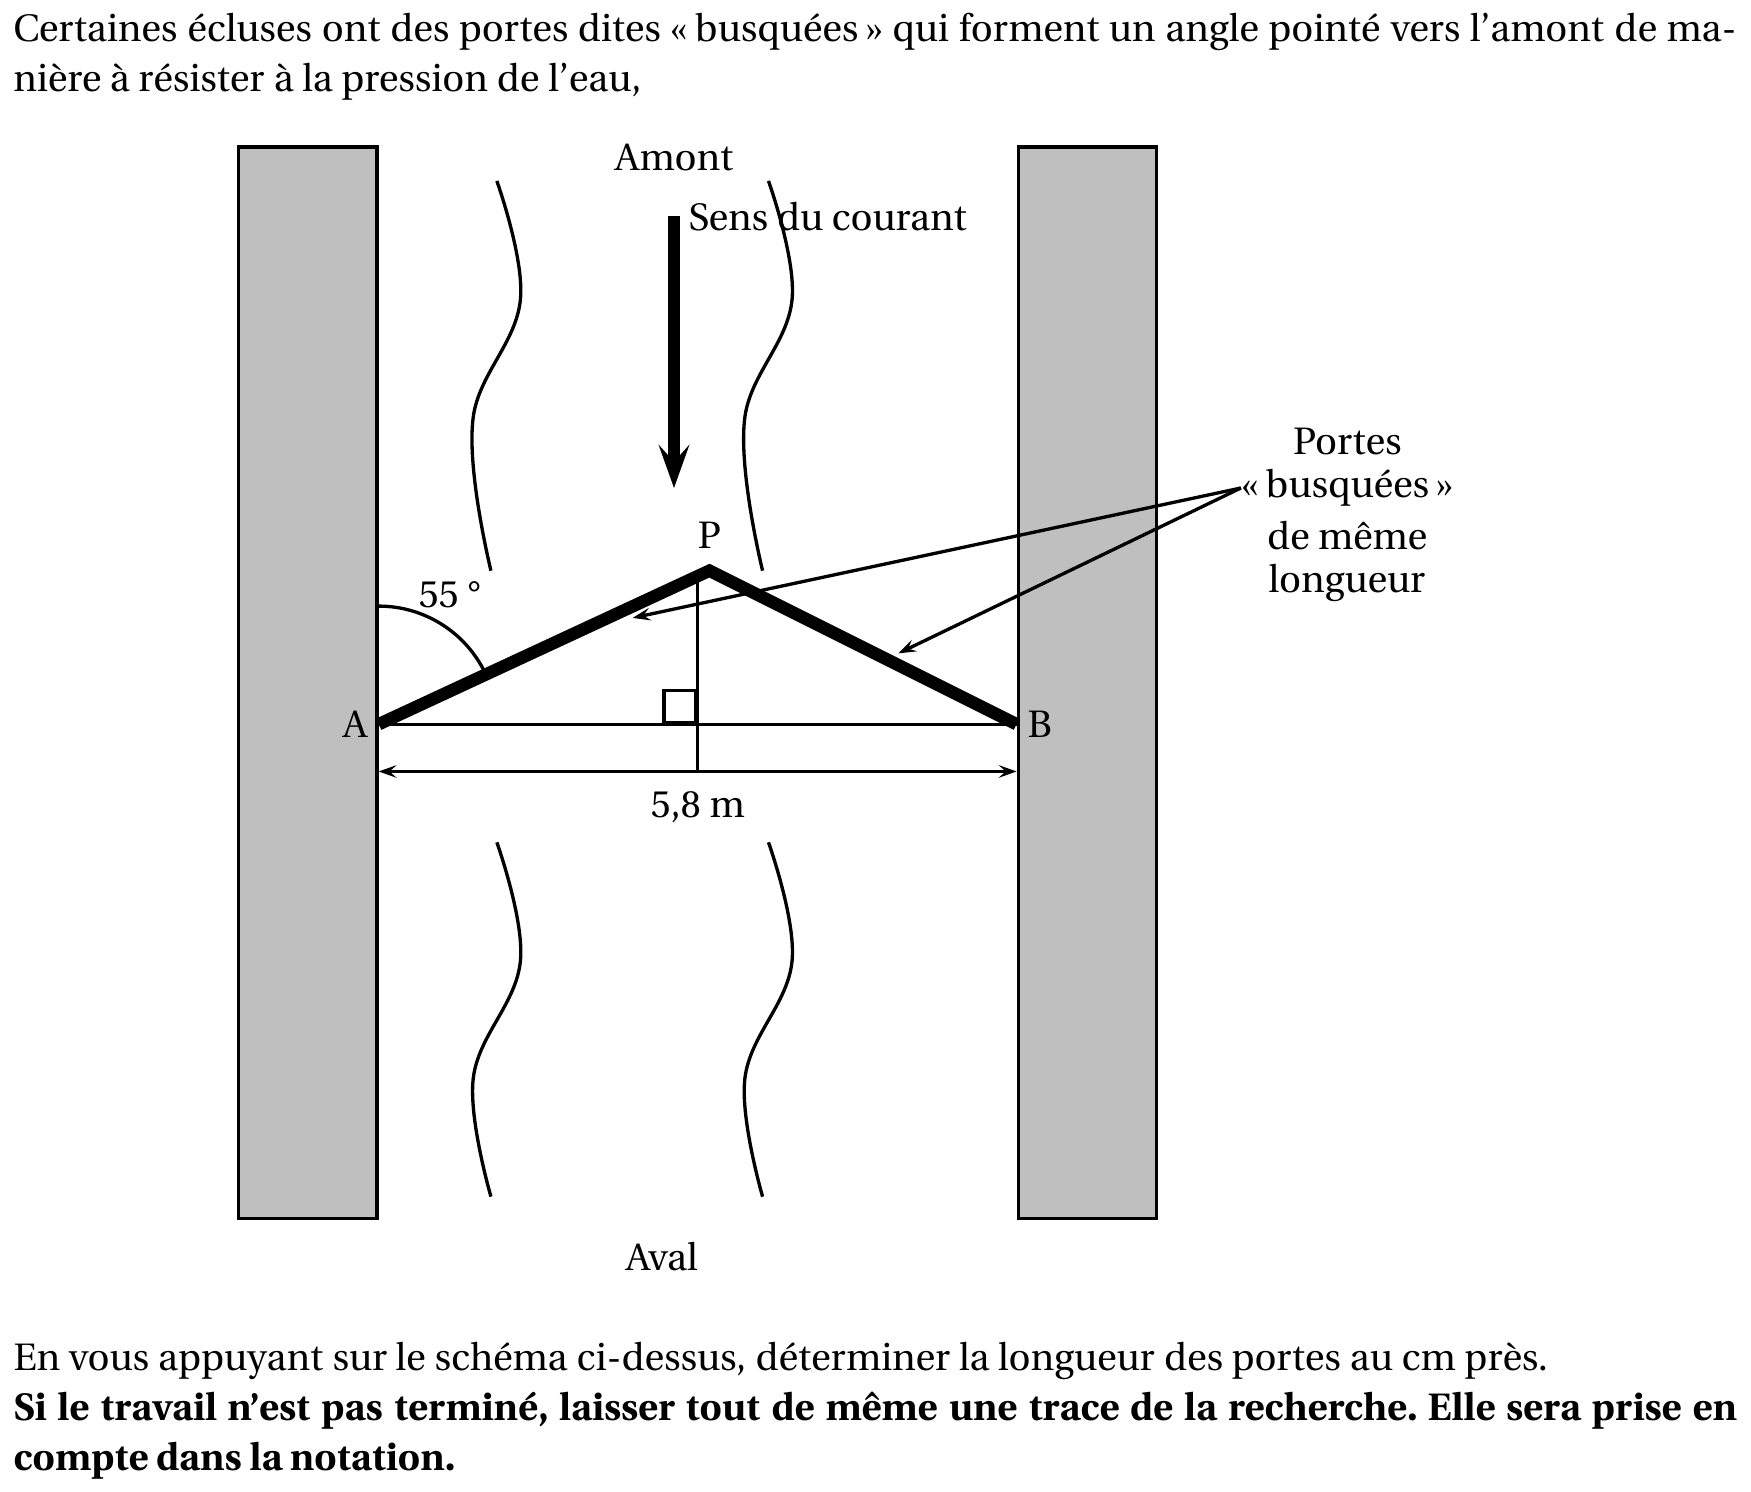 Certaines écluses ont des portes dites « busquées » qui forment un angle pointé vers l’amont de ma-
nière à résister à la pression de l’eau,
Amont
Sens du courant
Portes
« busquées »
de même
longueur
P
55 °
A
B
5,8 m
Aval
En vous appuyant sur le schéma ci-dessus, déterminer la longueur des portes au cm près.
Si le travail n’est pas terminé, laisser tout de même une trace de la recherche. Elle sera prise en
compte dans la notation.